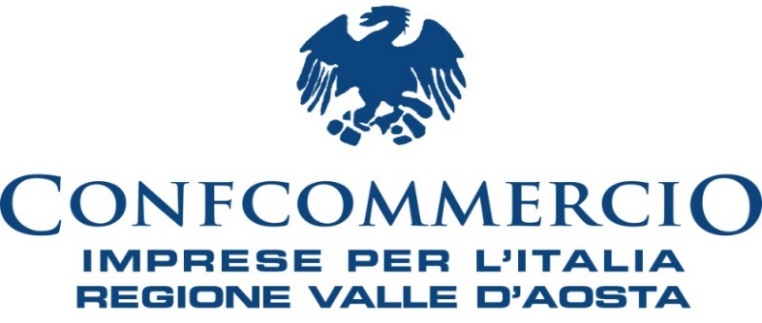 CONFCOMMERCIO
IMPRESE PER L'ITALIA
REGIONE VALLE D'AOSTA